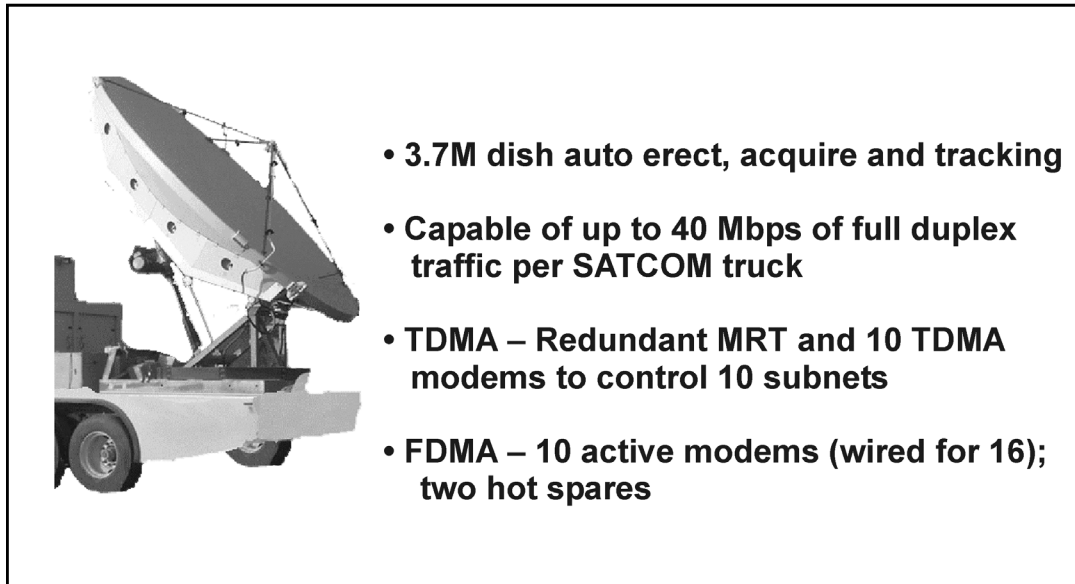 • 3.7M dish auto erect, acquire and tracking
• Capable of up to 40 Mbps of full duplex
traffic per SATCOM truck
• TDMA – Redundant MRT and 10 TDMA
modems to control 10 subnets
• FDMA – 10 active modems (wired for 16);
two hot spares